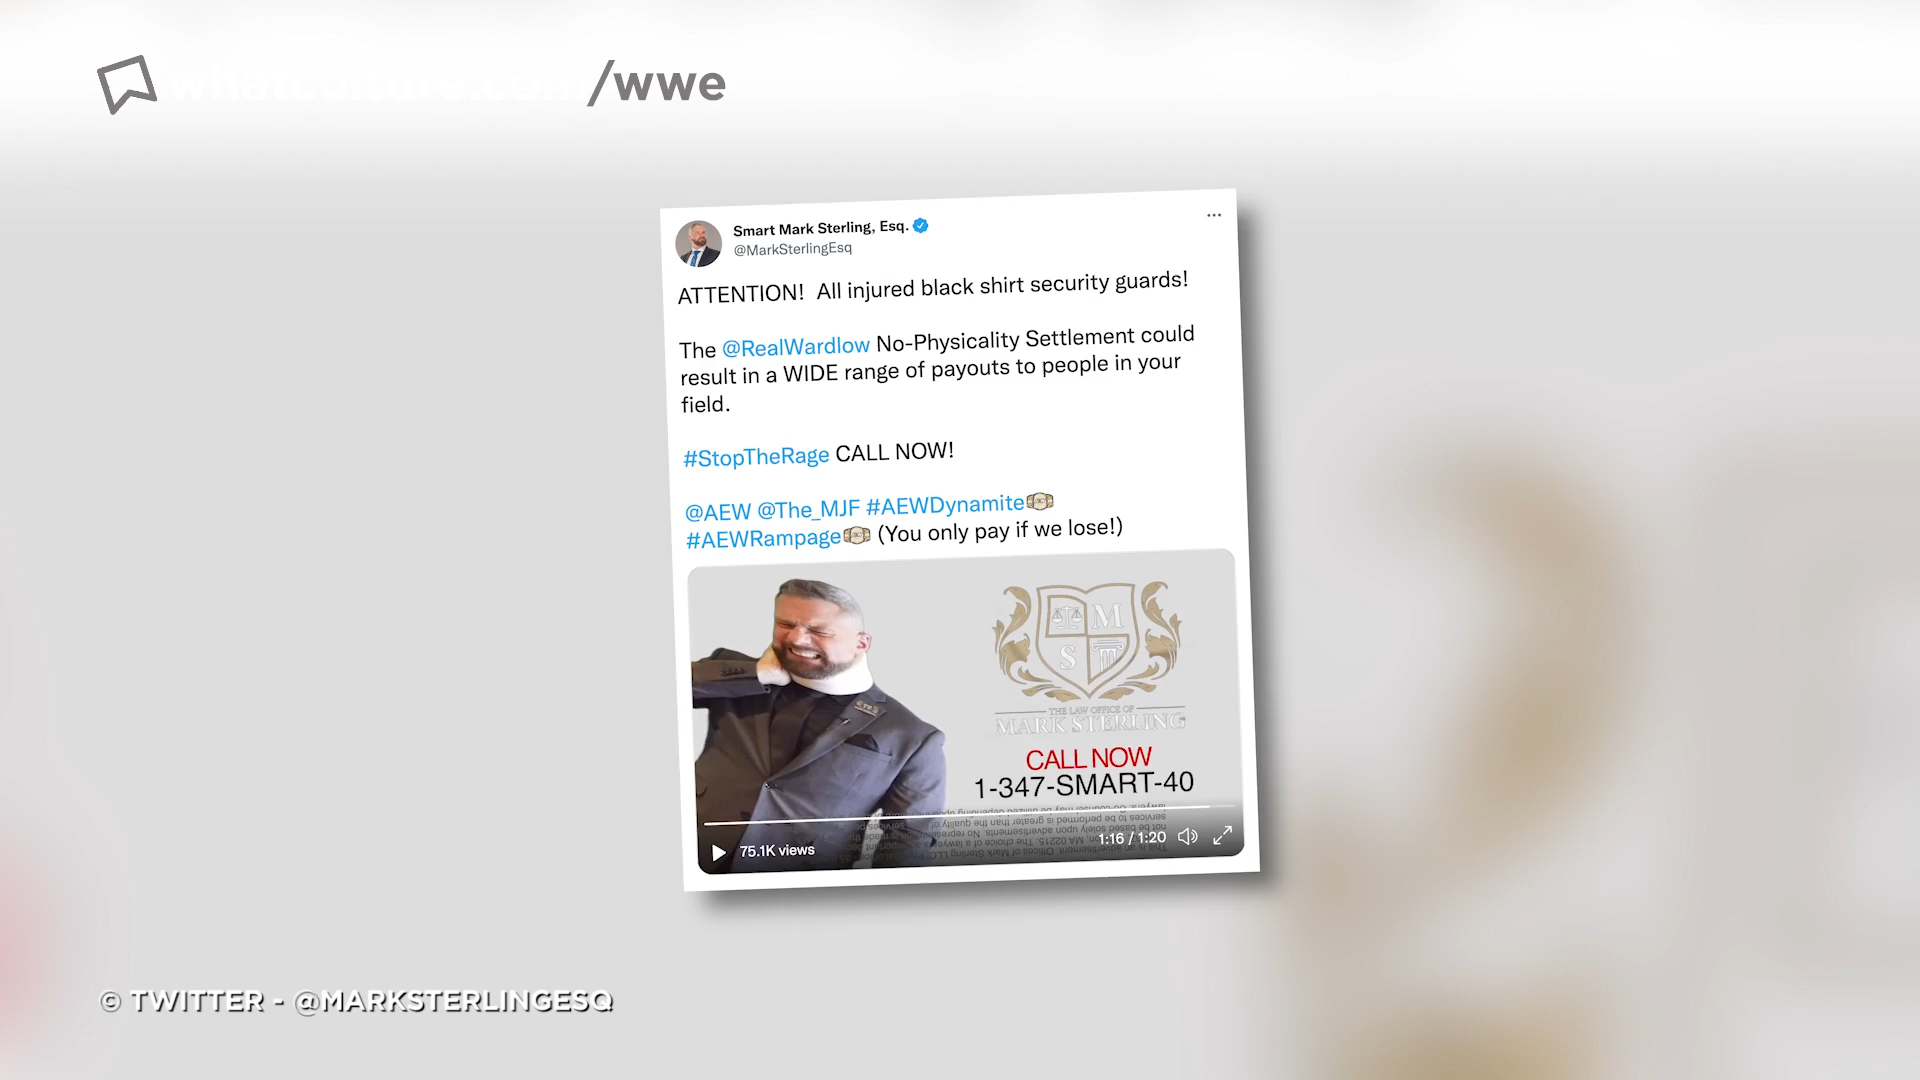 whatculture.com/wwe
Smart Mark Sterling, Esq.
@MarkSterlingEsq
ATTENTION!  All injured black shirt security guards!
The @RealWardlow No-Physicality Settlement could
result in a WIDE range of payouts to people in your
field.
#StopTheRage CALL NOW!
@AEW @The_MJF #AEWDynamite
#AEWRampage (You only pay if we lose!)
M
S
THE LAW OFFICE OF
MARK STERLING
CALL NOW
1-347-SMART-40
75.1K views
1:16 / 1:20
© TWITTER - @MARKSTERLINGESQ